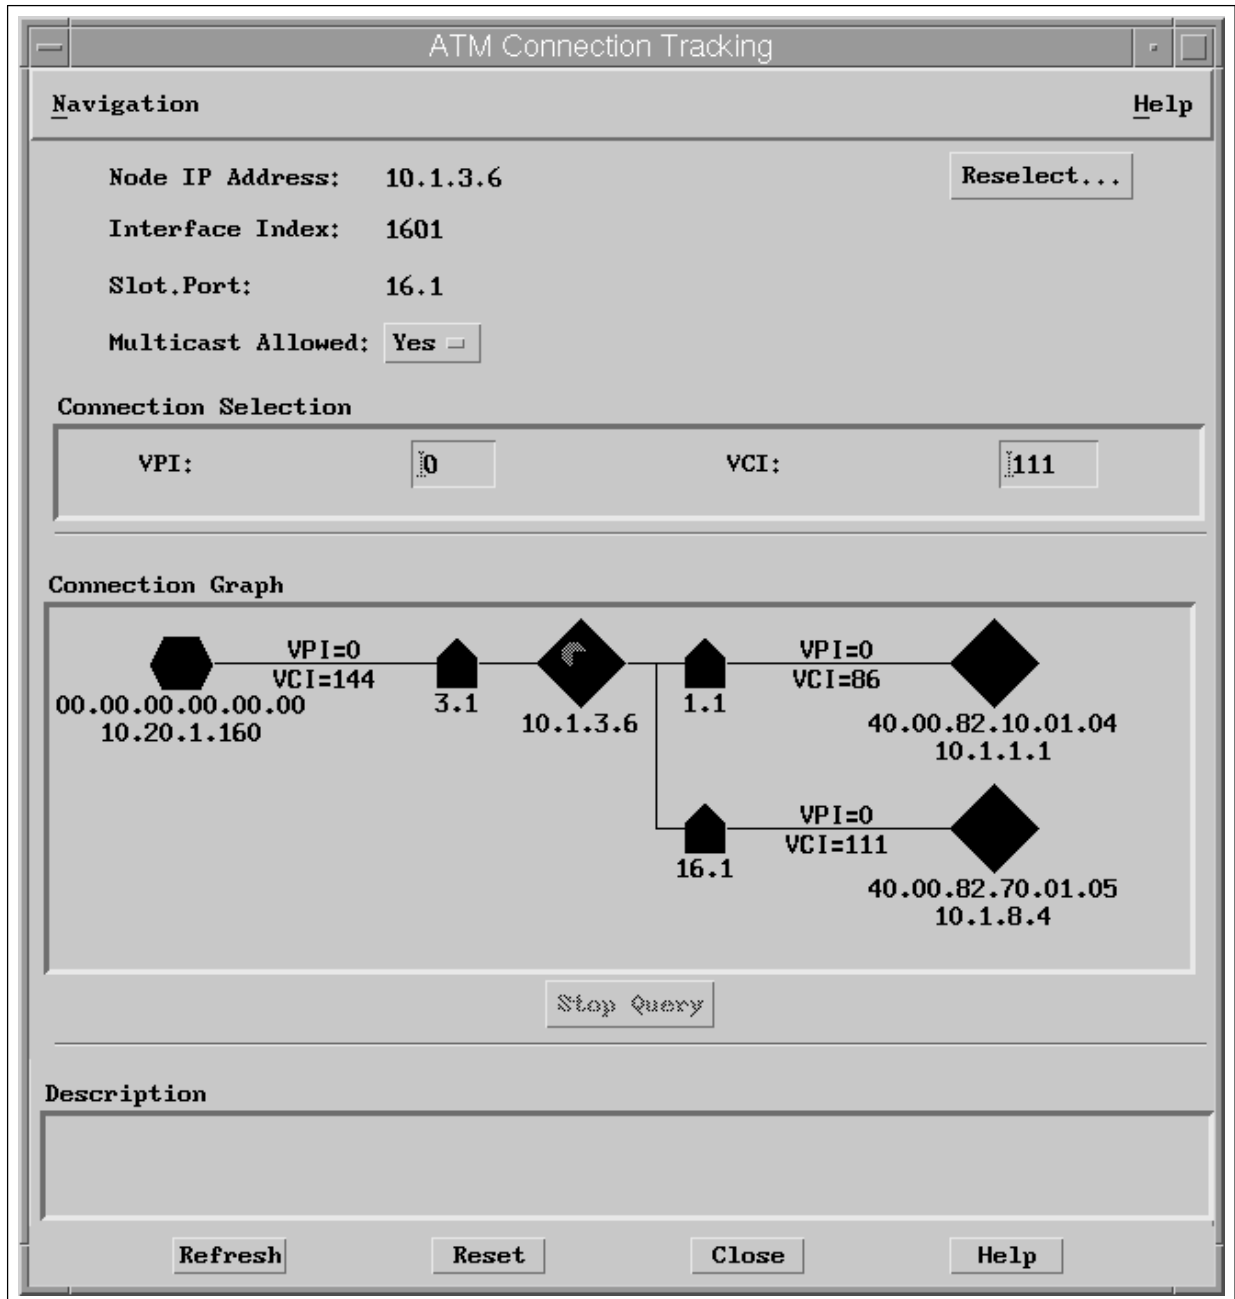 ATM Connection Tracking
Navigation Help
Node IP Address: 10.1.3.6 Reselect...
Interface Index: 1601
Slot.Port: 16.1
Multicast Allowed: Yes
Connection Selection
VPI: 0 VCI: 111
Connection Graph
VPI=0 VPI=0
VCI=144 VCI=86
00.00.00.00.00.00 3.1 10.1.3.6 1.1 40.00.82.10.01.04
10.20.1.160 10.1.1.1
VPI=0
VCI=111
16.1 40.00.82.70.01.05
10.1.8.4
Stop Query
Description
Refresh Reset Close Help